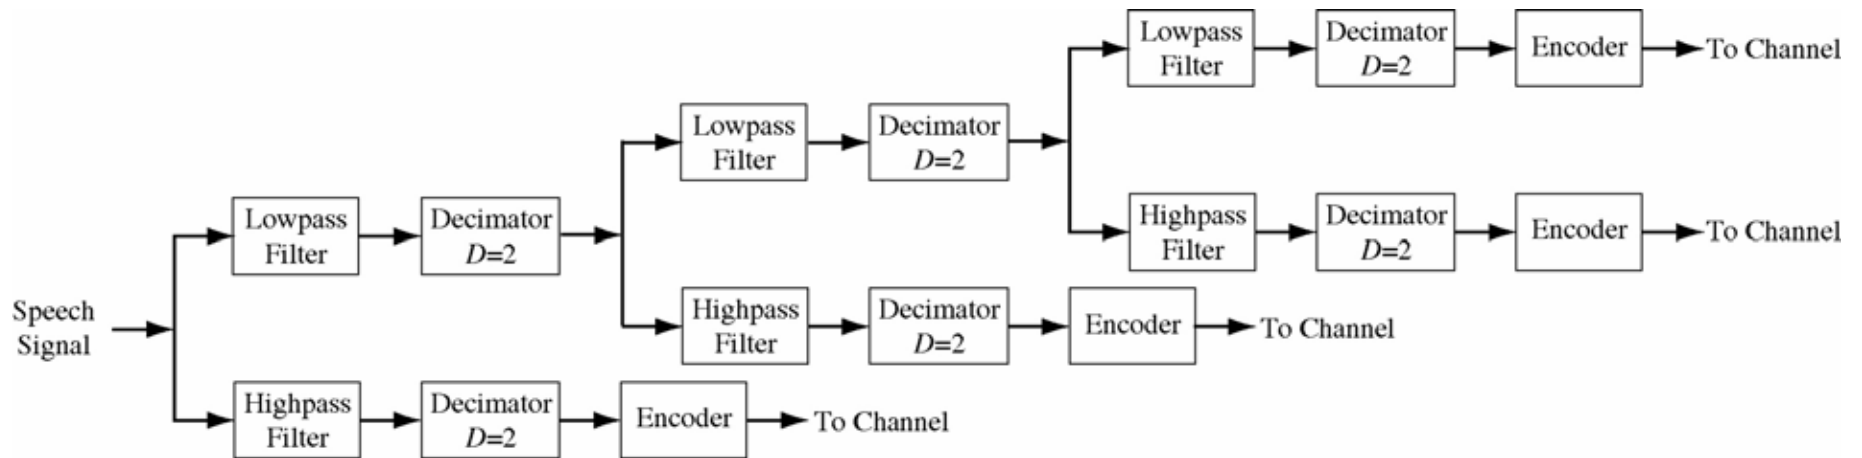 Speech
Signal
Lowpass
Filter
Decimator
D=2
Lowpass
Filter
Decimator
D=2
Lowpass
Filter
Decimator
D=2
Encoder
To Channel
Highpass
Filter
Decimator
D=2
Encoder
To Channel
Highpass
Filter
Decimator
D=2
Encoder
To Channel
Highpass
Filter
Decimator
D=2
Encoder
To Channel